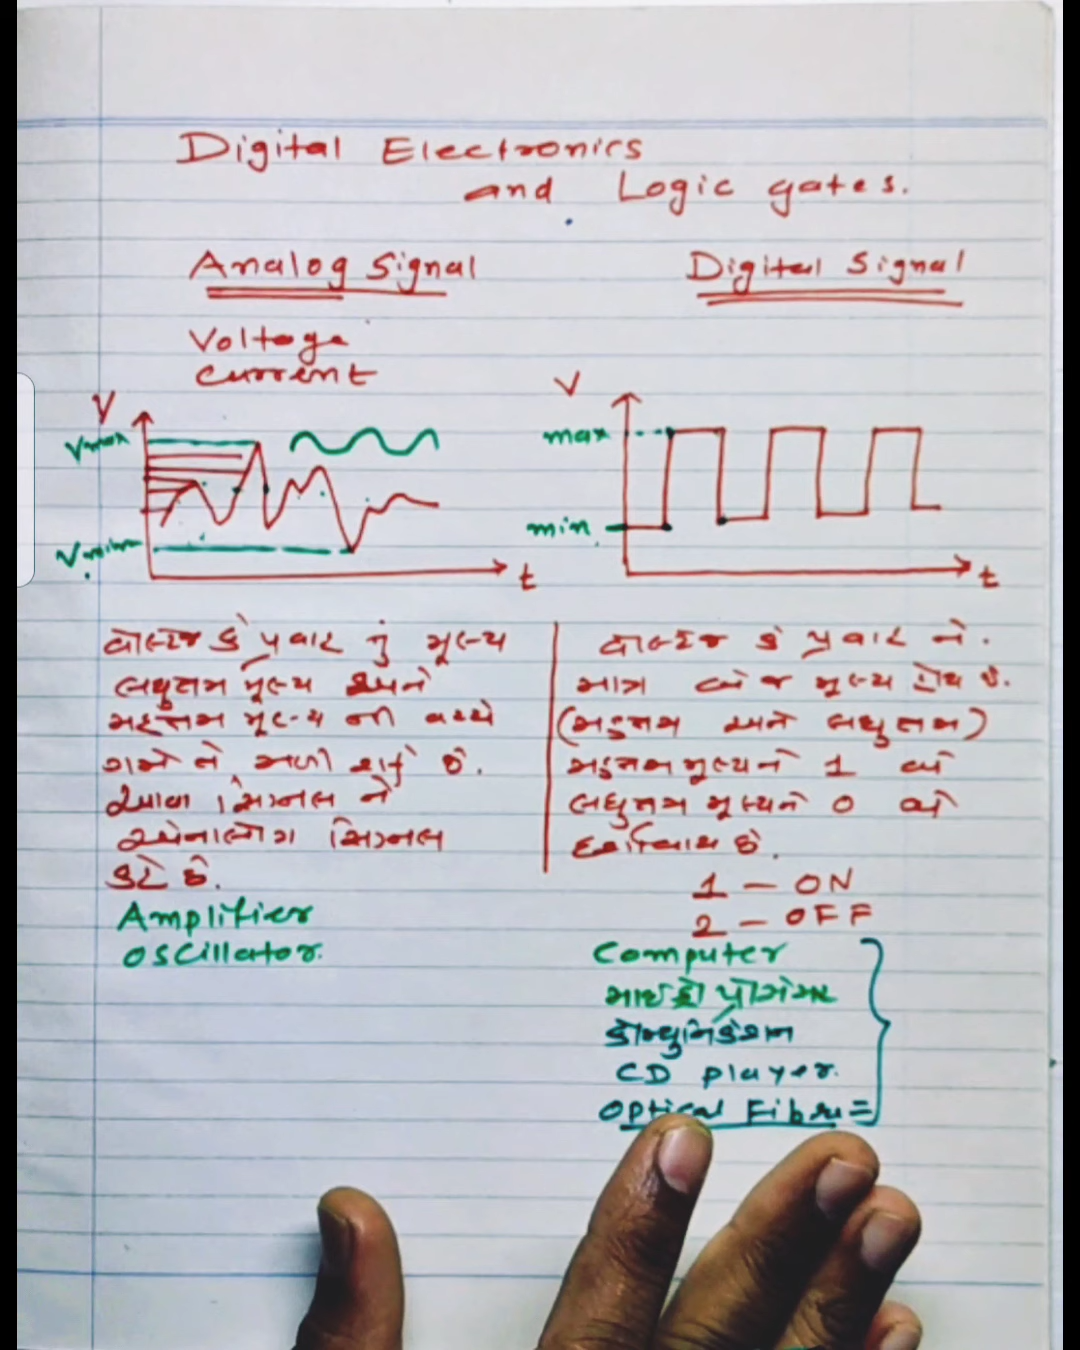 Digital Electronics
and Logic gates.
Analog Signal
Voltage
Current
V
Vmax
Vmin
t
વોલ્ટેજ કે પ્રવાહ નું મૂલ્ય
લઘુત્તમ મૂલ્ય અને
મહત્તમ મૂલ્ય ની વચ્ચે
ગમે તે મળી શકે છે.
આવા સિગ્નલ ને
એનાલોગ સિગ્નલ
કહે છે.
Amplifier
Oscillator.
Digital Signal
V
max
min
t
વોલ્ટેજ કે પ્રવાહ ને.
માત્ર બે જ મૂલ્ય હોય છે.
(મહત્તમ અને લઘુત્તમ)
મહત્તમ મૂલ્યને 1 વડે
લઘુત્તમ મૂલ્યને 0 વડે
દર્શાવાય છે.
1 - ON
2 - OFF
Computer
માઈક્રો પ્રોસેસર
કોમ્યુનિકેશન
CD player.
Optical Fibre